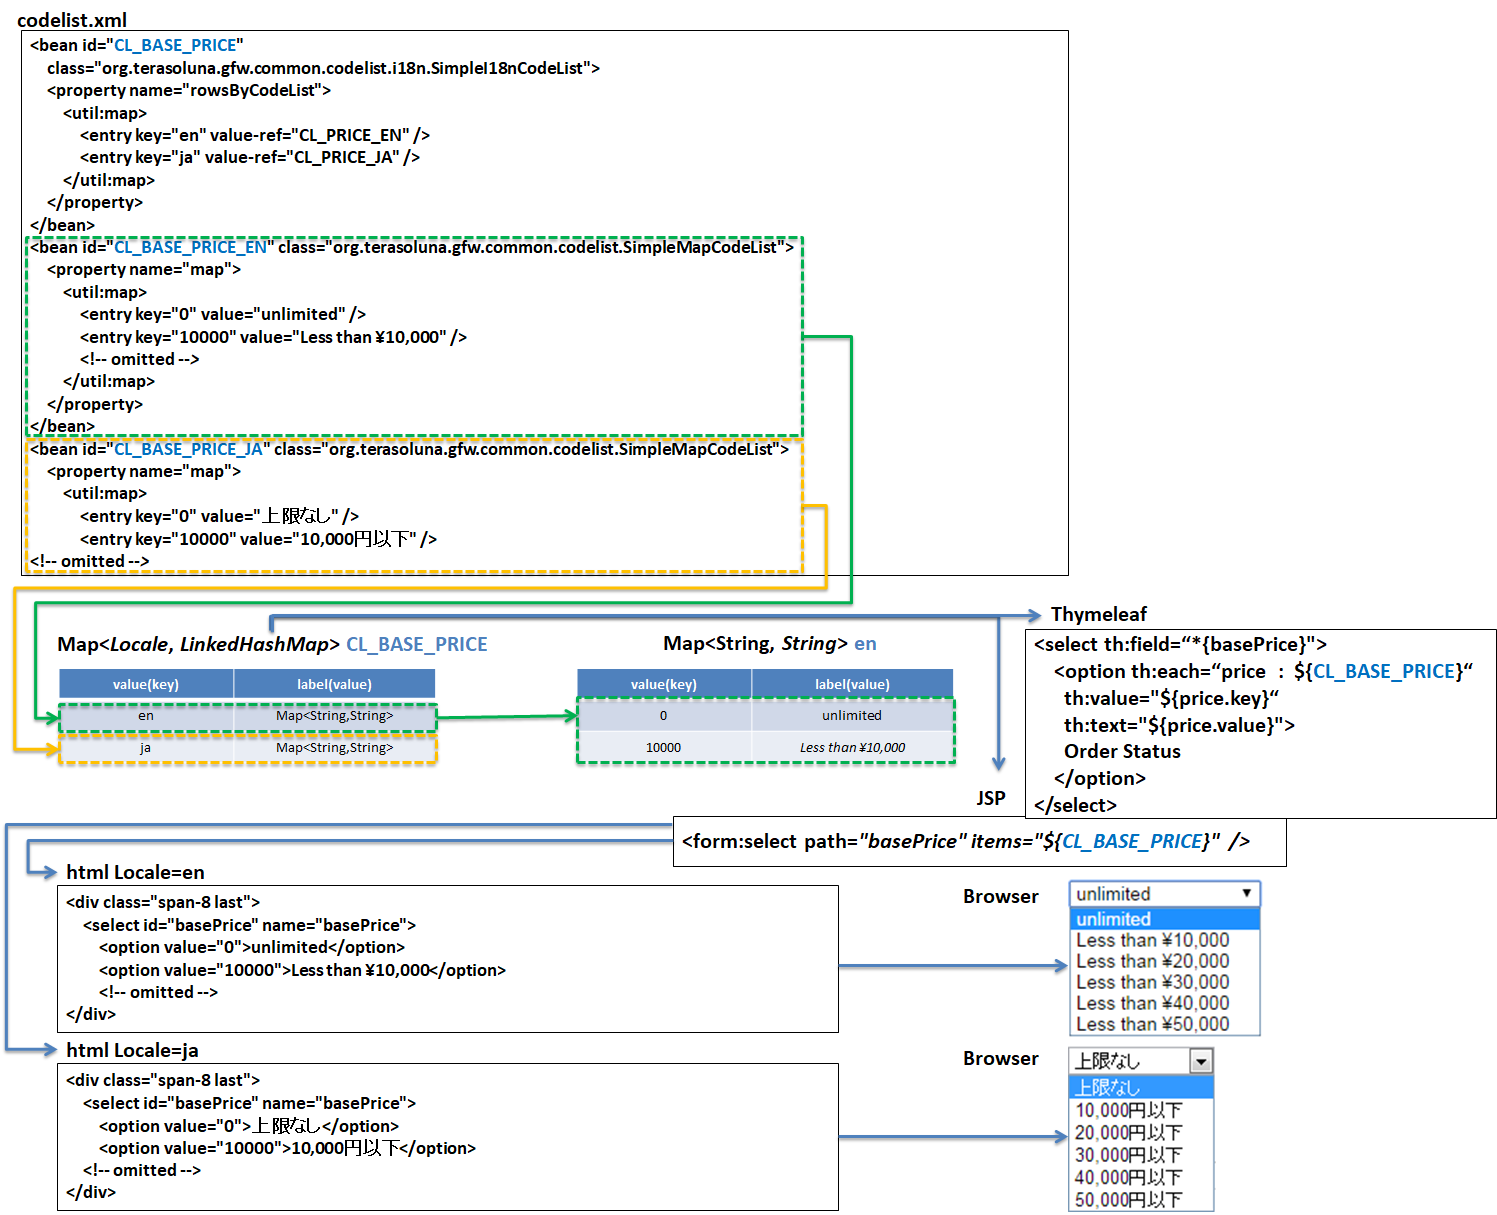 codelist.xml
<bean id="CL_BASE_PRICE"
class="org.terasoluna.gfw.common.codelist.i18n.SimpleI18nCodeList">
<property name="rowsByCodeList">
<util:map>
<entry key="en" value-ref="CL_PRICE_EN" />
<entry key="ja" value-ref="CL_PRICE_JA" />
</util:map>
</property>
</bean>
<bean id="CL_BASE_PRICE_EN" class="org.terasoluna.gfw.common.codelist.SimpleMapCodeList">
<property name="map">
<util:map>
<entry key="0" value="unlimited" />
<entry key="10000" value="Less than ¥10,000" />
<!-- omitted -->
</util:map>
</property>
</bean>
<bean id="CL_BASE_PRICE_JA" class="org.terasoluna.gfw.common.codelist.SimpleMapCodeList">
<property name="map">
<util:map>
<entry key="0" value="上限なし" />
<entry key="10000" value="10,000円以下" />
<!-- omitted -->
Map<Locale, LinkedHashMap> CL_BASE_PRICE
value(key) label(value)
en Map<String,String>
ja Map<String,String>
Map<String, String> en
value(key) label(value)
0 unlimited
10000 Less than ¥10,000
Thymeleaf
<select th:field=“*{basePrice}">
<option th:each=“price : ${CL_BASE_PRICE}“
th:value="${price.key}“
th:text="${price.value}">
Order Status
</option>
</select>
JSP
<form:select path="basePrice" items="${CL_BASE_PRICE}" />
html Locale=en
<div class="span-8 last">
<select id="basePrice" name="basePrice">
<option value="0">unlimited</option>
<option value="10000">Less than ¥10,000</option>
<!-- omitted -->
</div>
Browser
unlimited
unlimited
Less than ¥10,000
Less than ¥20,000
Less than ¥30,000
Less than ¥40,000
Less than ¥50,000
html Locale=ja
<div class="span-8 last">
<select id="basePrice" name="basePrice">
<option value="0">上限なし</option>
<option value="10000">10,000円以下</option>
<!-- omitted -->
</div>
Browser
上限なし
上限なし
10,000円以下
20,000円以下
30,000円以下
40,000円以下
50,000円以下